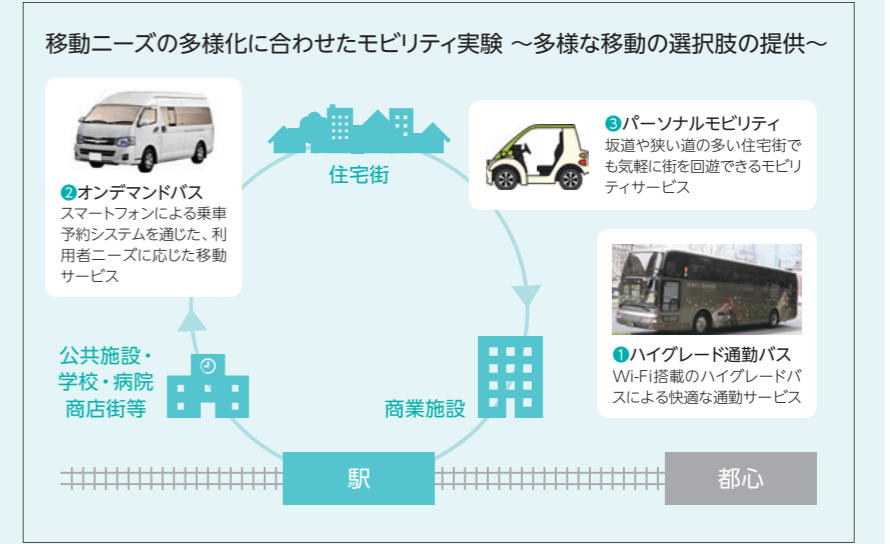 移動ニーズの多様化に合わせたモビリティ実験 ～多様な移動の選択肢の提供～
❷オンデマンドバス
スマートフォンによる乗車
予約システムを通じた、利
用者ニーズに応じた移動
サービス
住宅街
❸パーソナルモビリティ
坂道や狭い道の多い住宅街で
も気軽に街を回遊できるモビリ
ティサービス
❶ハイグレード通勤バス
Wi-Fi搭載のハイグレードバ
スによる快適な通勤サービス
公共施設・
学校・病院
商店街等
商業施設
駅
都心